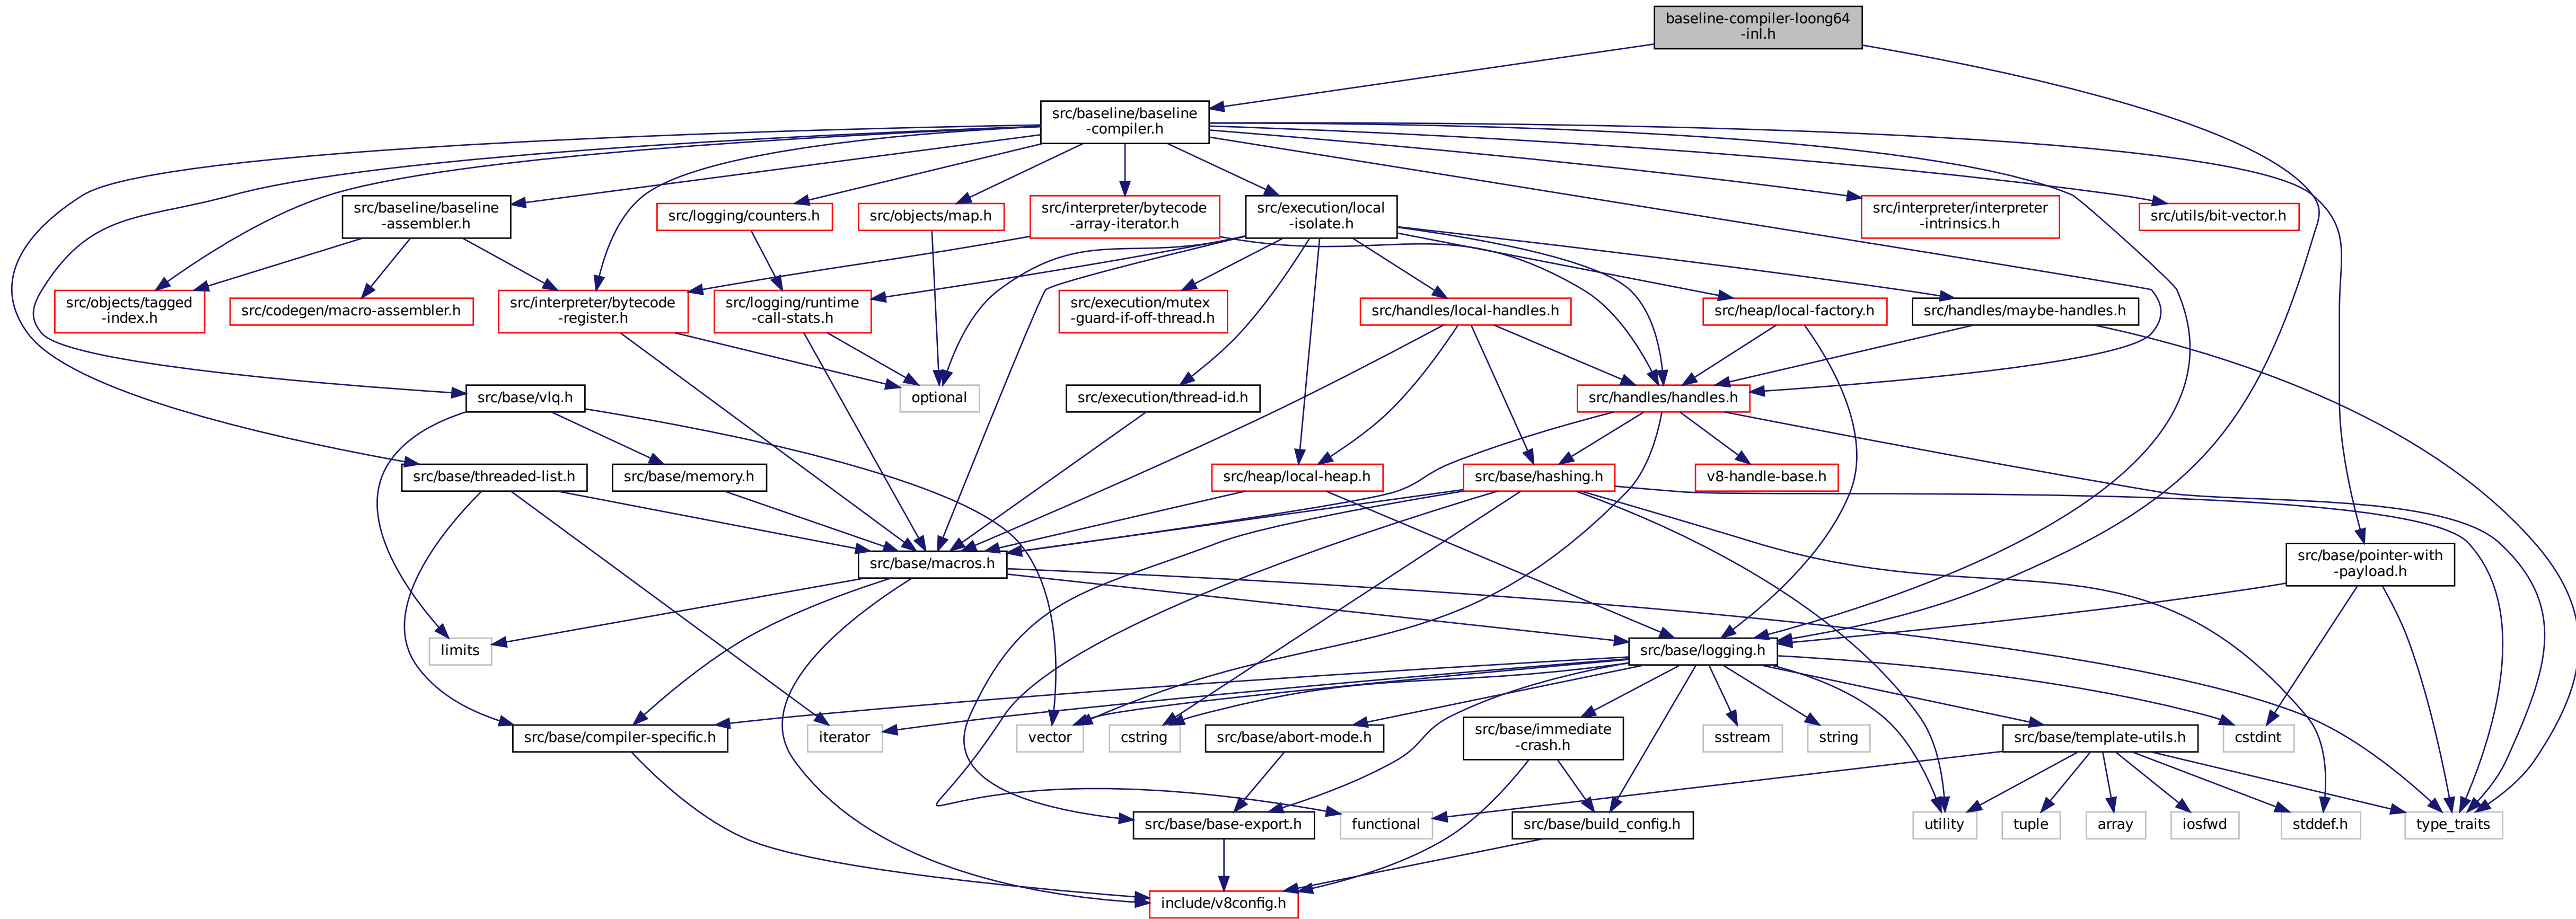 baseline-compiler-loong64
-inl.h
src/baseline/baseline
-compiler.h
src/baseline/baseline
-assembler.h
src/logging/counters.h
src/objects/map.h
src/interpreter/bytecode
-array-iterator.h
src/execution/local
-isolate.h
src/interpreter/interpreter
-intrinsics.h
src/utils/bit-vector.h
src/objects/tagged
-index.h
src/codegen/macro-assembler.h
src/interpreter/bytecode
-register.h
src/logging/runtime
-call-stats.h
src/execution/mutex
-guard-if-off-thread.h
src/handles/local-handles.h
src/heap/local-factory.h
src/handles/maybe-handles.h
src/base/vlq.h
optional
src/execution/thread-id.h
src/handles/handles.h
src/base/threaded-list.h
src/base/memory.h
src/heap/local-heap.h
src/base/hashing.h
v8-handle-base.h
src/base/macros.h
src/base/pointer-with
-payload.h
limits
src/base/logging.h
src/base/compiler-specific.h
iterator
vector
cstring
src/base/abort-mode.h
src/base/immediate
-crash.h
sstream
string
src/base/template-utils.h
cstdint
src/base/base-export.h
functional
src/base/build_config.h
utility
tuple
array
iosfwd
stddef.h
type_traits
include/v8config.h